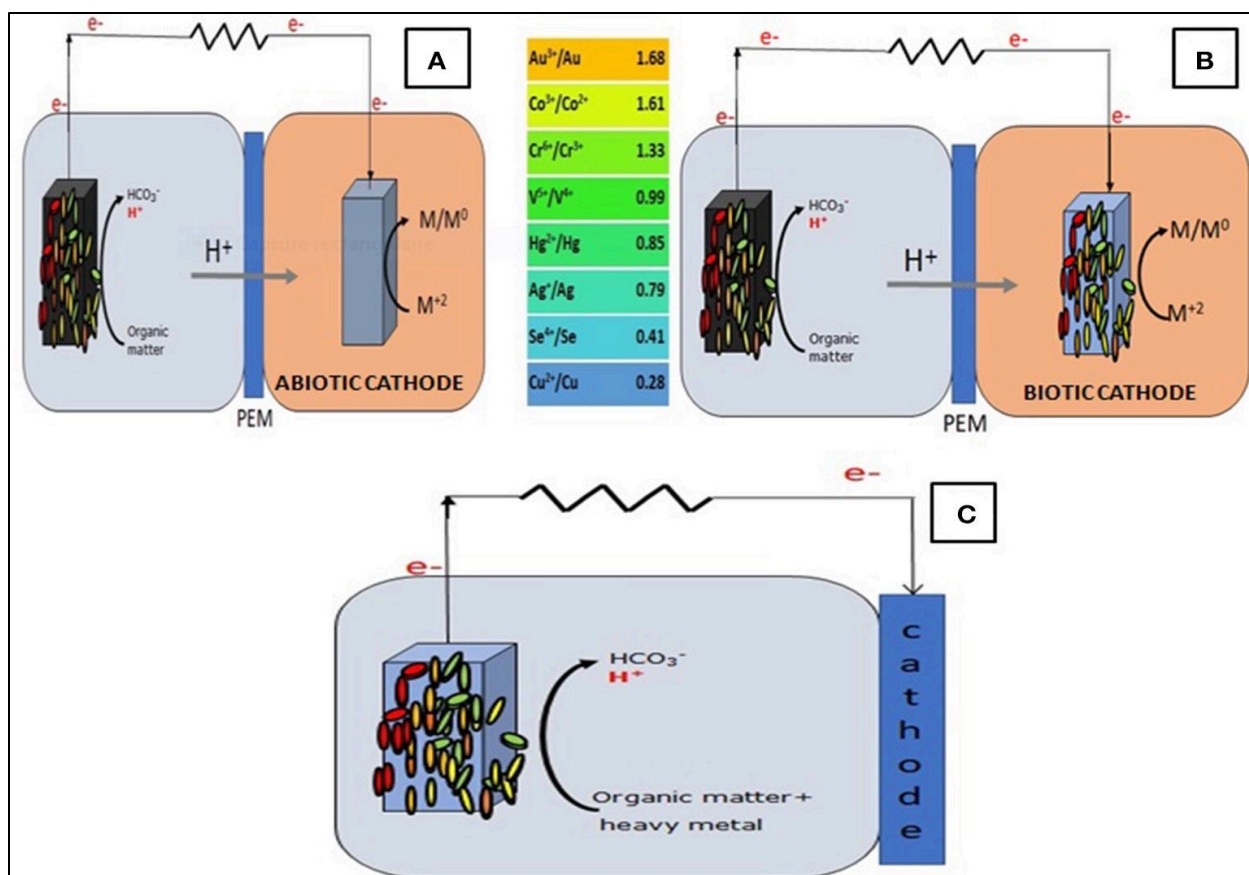 e-
e-
A
e-
e-
HCO₃⁻
H⁺
H+
Organic
matter
M/M⁰
M⁺²
ABIOTIC CATHODE
PEM
Au³⁺/Au 1.68
Co³⁺/Co²⁺ 1.61
Cr⁶⁺/Cr³⁺ 1.33
V⁵⁺/V⁴⁺ 0.99
Hg²⁺/Hg 0.85
Ag⁺/Ag 0.79
Se⁴⁺/Se 0.41
Cu²⁺/Cu 0.28
e-
e-
B
e-
e-
HCO₃⁻
H⁺
H+
Organic
matter
M/M⁰
M⁺²
BIOTIC CATHODE
PEM
e-
C
e-
HCO₃⁻
H⁺
Organic matter+
heavy metal
cathode